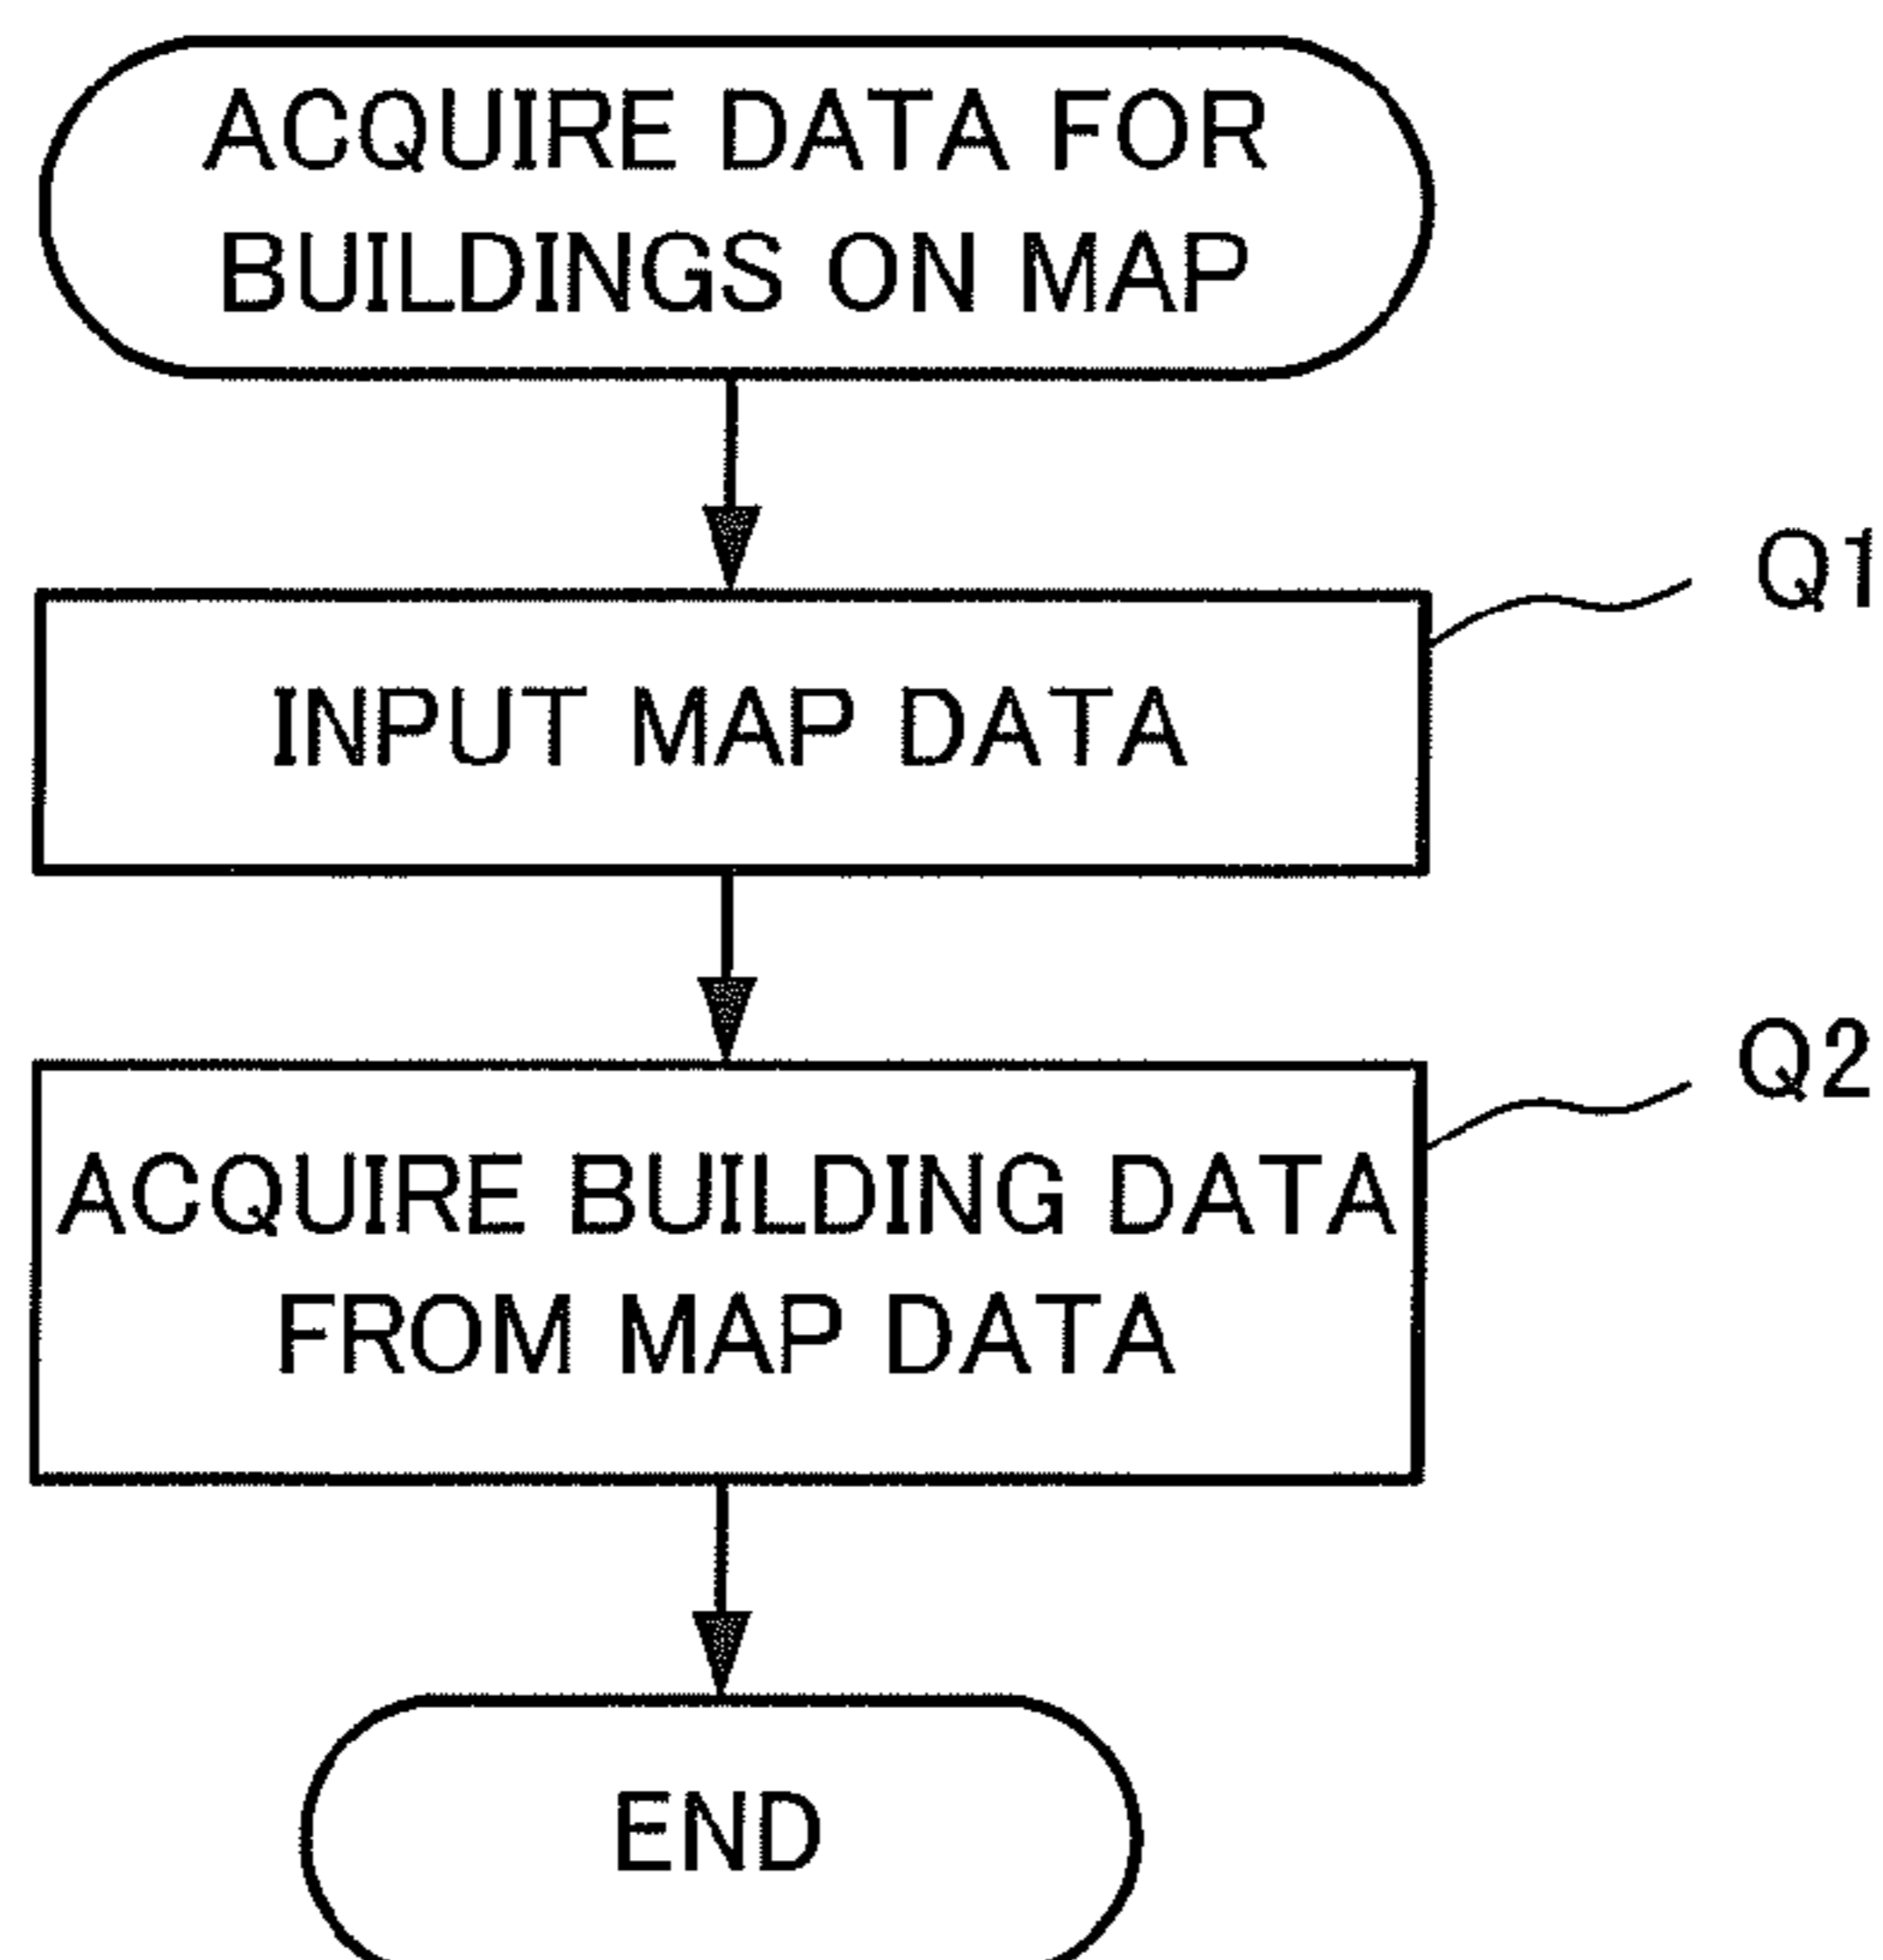 ACQUIRE DATA FOR
BUILDINGS ON MAP
Q1
INPUT MAP DATA
Q2
ACQUIRE BUILDING DATA
FROM MAP DATA
END